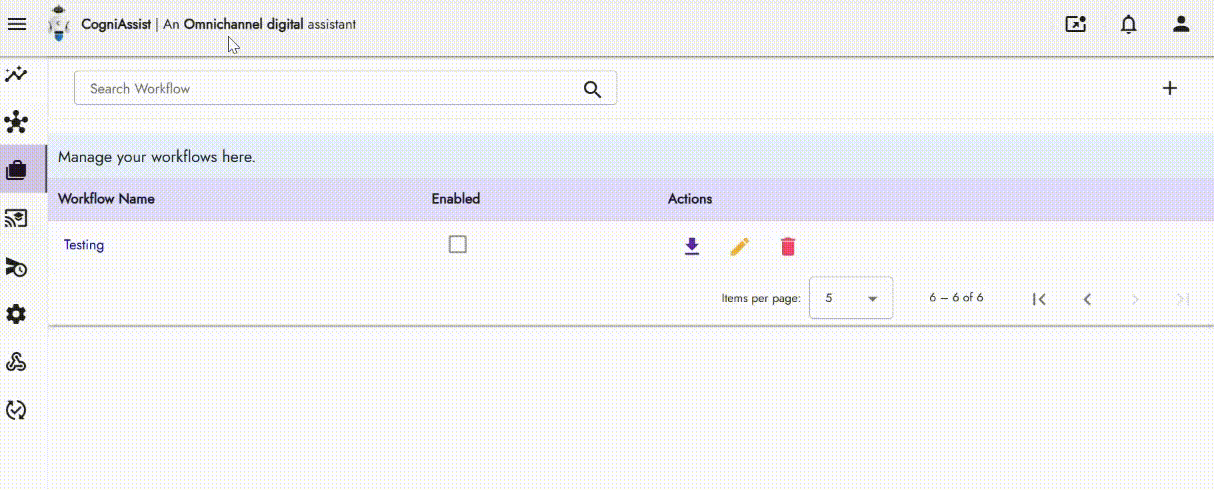 CogniAssist | An Omnichannel digital assistant
Search Workflow
Manage your workflows here.
Workflow Name Enabled Actions
Testing
Items per page: 5 6 – 6 of 6